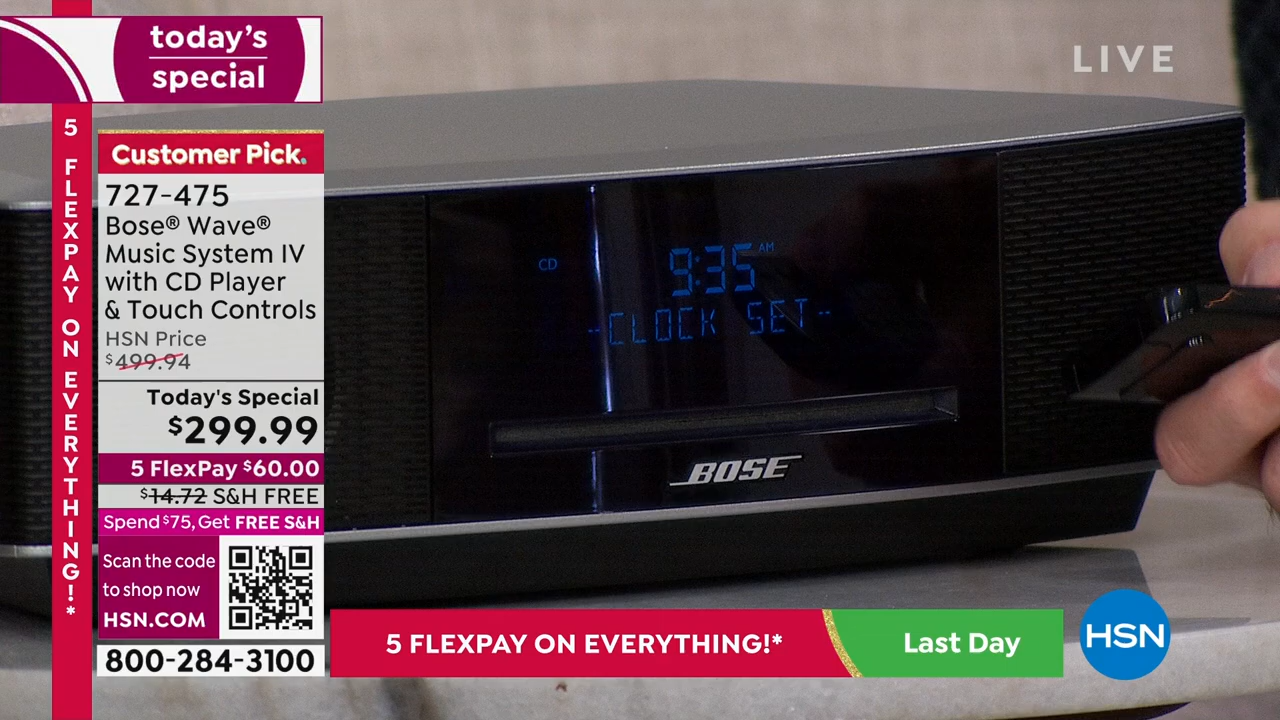 today's
special
LIVE
5 FLEXPAY ON EVERYTHING!*
Customer Pick.
727-475
Bose® Wave®
Music System IV
with CD Player
& Touch Controls
HSN Price
$499.94
Today's Special
$299.99
5 FlexPay $60.00
$14.72 S&H FREE
Spend $75, Get FREE S&H
Scan the code
to shop now
HSN.COM
800-284-3100
CD
9:35 AM
-CLOCK SET-
BOSE
5 FLEXPAY ON EVERYTHING!*
Last Day
HSN